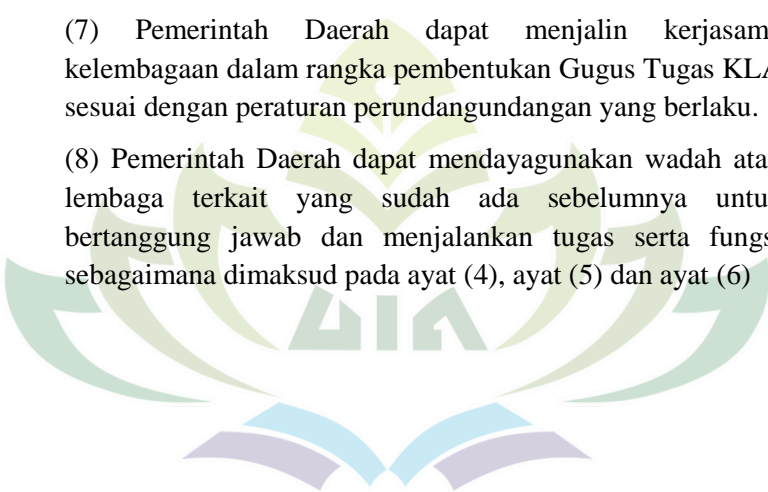 (7) Pemerintah Daerah dapat menjalin kerjasam
kelembagaan dalam rangka pembentukan Gugus Tugas KLA
sesuai dengan peraturan perundangundangan yang berlaku.
(8) Pemerintah Daerah dapat mendayagunakan wadah ata
lembaga terkait yang sudah ada sebelumnya untu
bertanggung jawab dan menjalankan tugas serta fungs
sebagaimana dimaksud pada ayat (4), ayat (5) dan ayat (6)